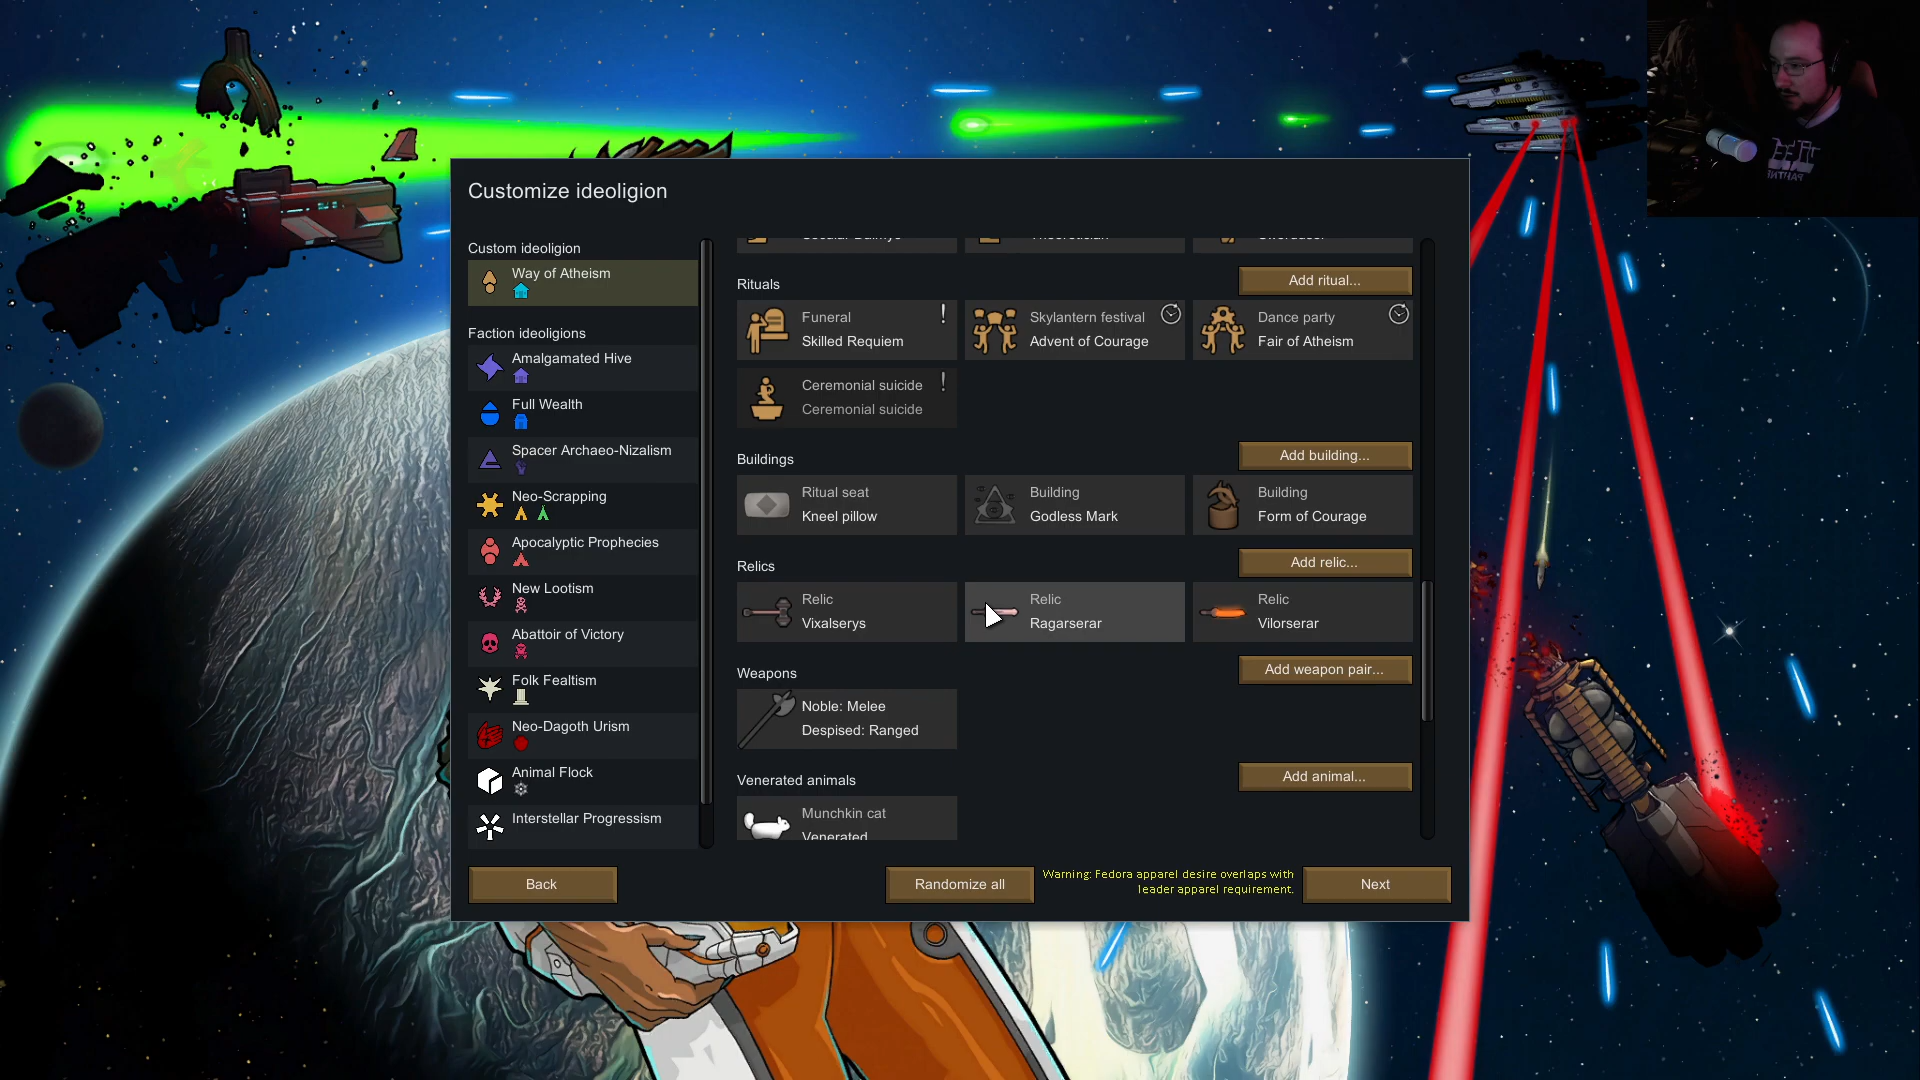 Customize ideoligion
Custom ideoligion
Way of Atheism
Faction ideoligions
Amalgamated Hive
Full Wealth
Spacer Archaeo-Nizalism
Neo-Scrapping
Apocalyptic Prophecies
New Lootism
Abattoir of Victory
Folk Fealtism
Neo-Dagoth Urism
Animal Flock
Interstellar Progressism
Rituals
Add ritual...
Funeral
Skilled Requiem
!
Skylantern festival
Advent of Courage
Dance party
Fair of Atheism
Ceremonial suicide
Ceremonial suicide
!
Buildings
Add building...
Ritual seat
Kneel pillow
Building
Godless Mark
Building
Form of Courage
Relics
Add relic...
Relic
Vixalserys
Relic
Ragarserar
Relic
Vilorserar
Weapons
Add weapon pair...
Noble: Melee
Despised: Ranged
Venerated animals
Add animal...
Munchkin cat
Venerated
Back
Randomize all
Warning: Fedora apparel desire overlaps with
leader apparel requirement.
Next